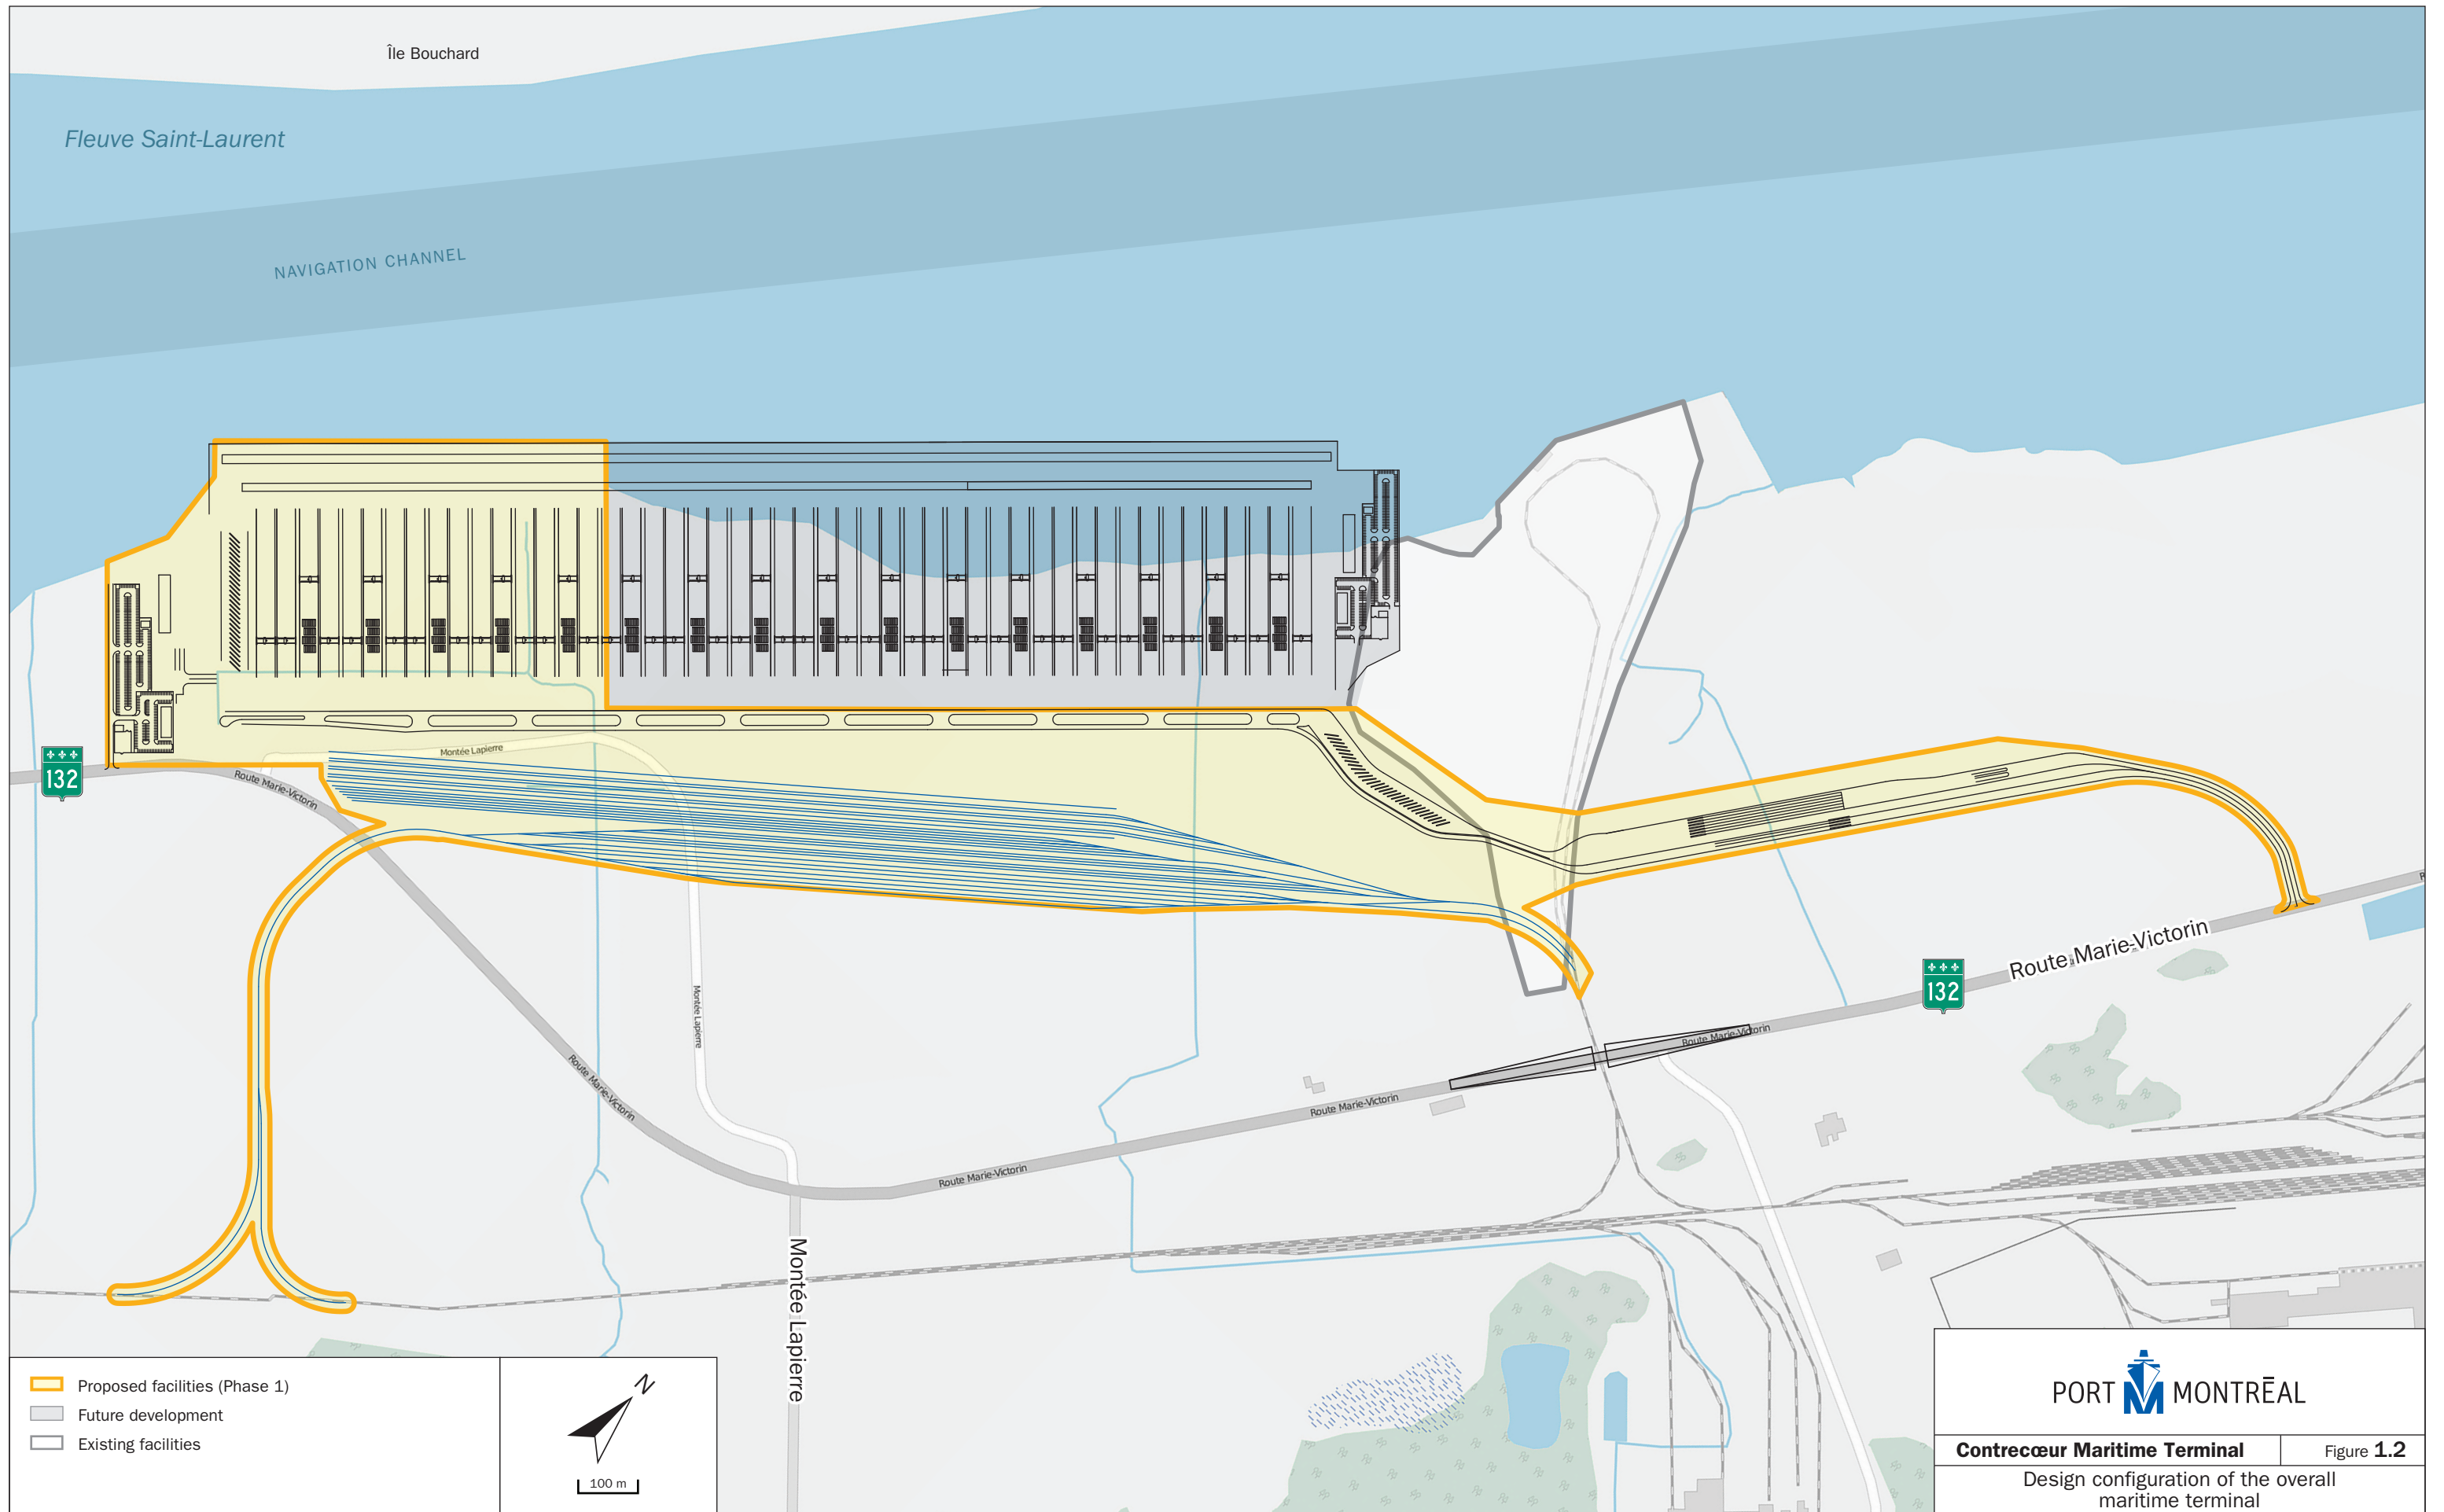 Île Bouchard
Fleuve Saint-Laurent
NAVIGATION CHANNEL
Montée Lapierre
132
Route Marie-Victorin
Route Marie-Victorin
132
Montée Lapierre
Route Marie-Victorin
Route Marie-Victorin
Route Marie-Victorin
Route Marie-Victorin
Montée Lapierre
Proposed facilities (Phase 1)
Future development
Existing facilities
N
100 m
PORT M MONTRĒAL
Contrecœur Maritime Terminal
Figure 1.2
Design configuration of the overall
maritime terminal